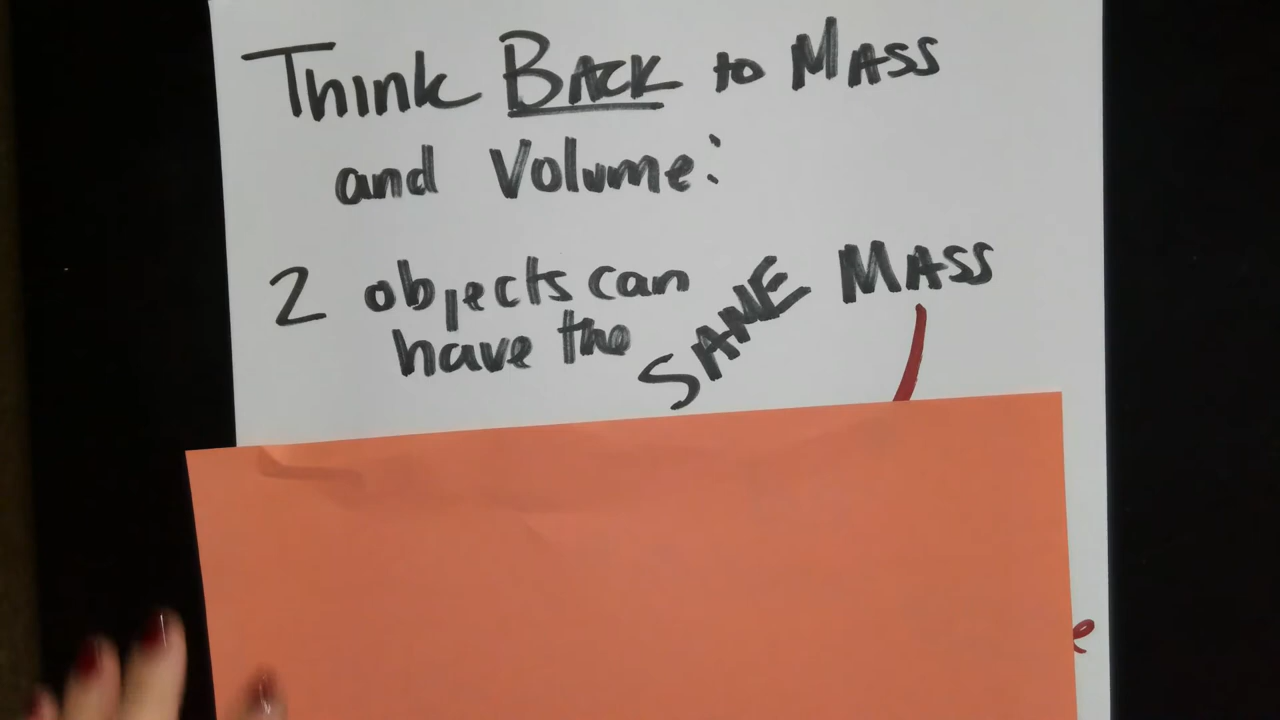 Think BACK to MASS
and Volume:
2 objects can
have the SAME MASS